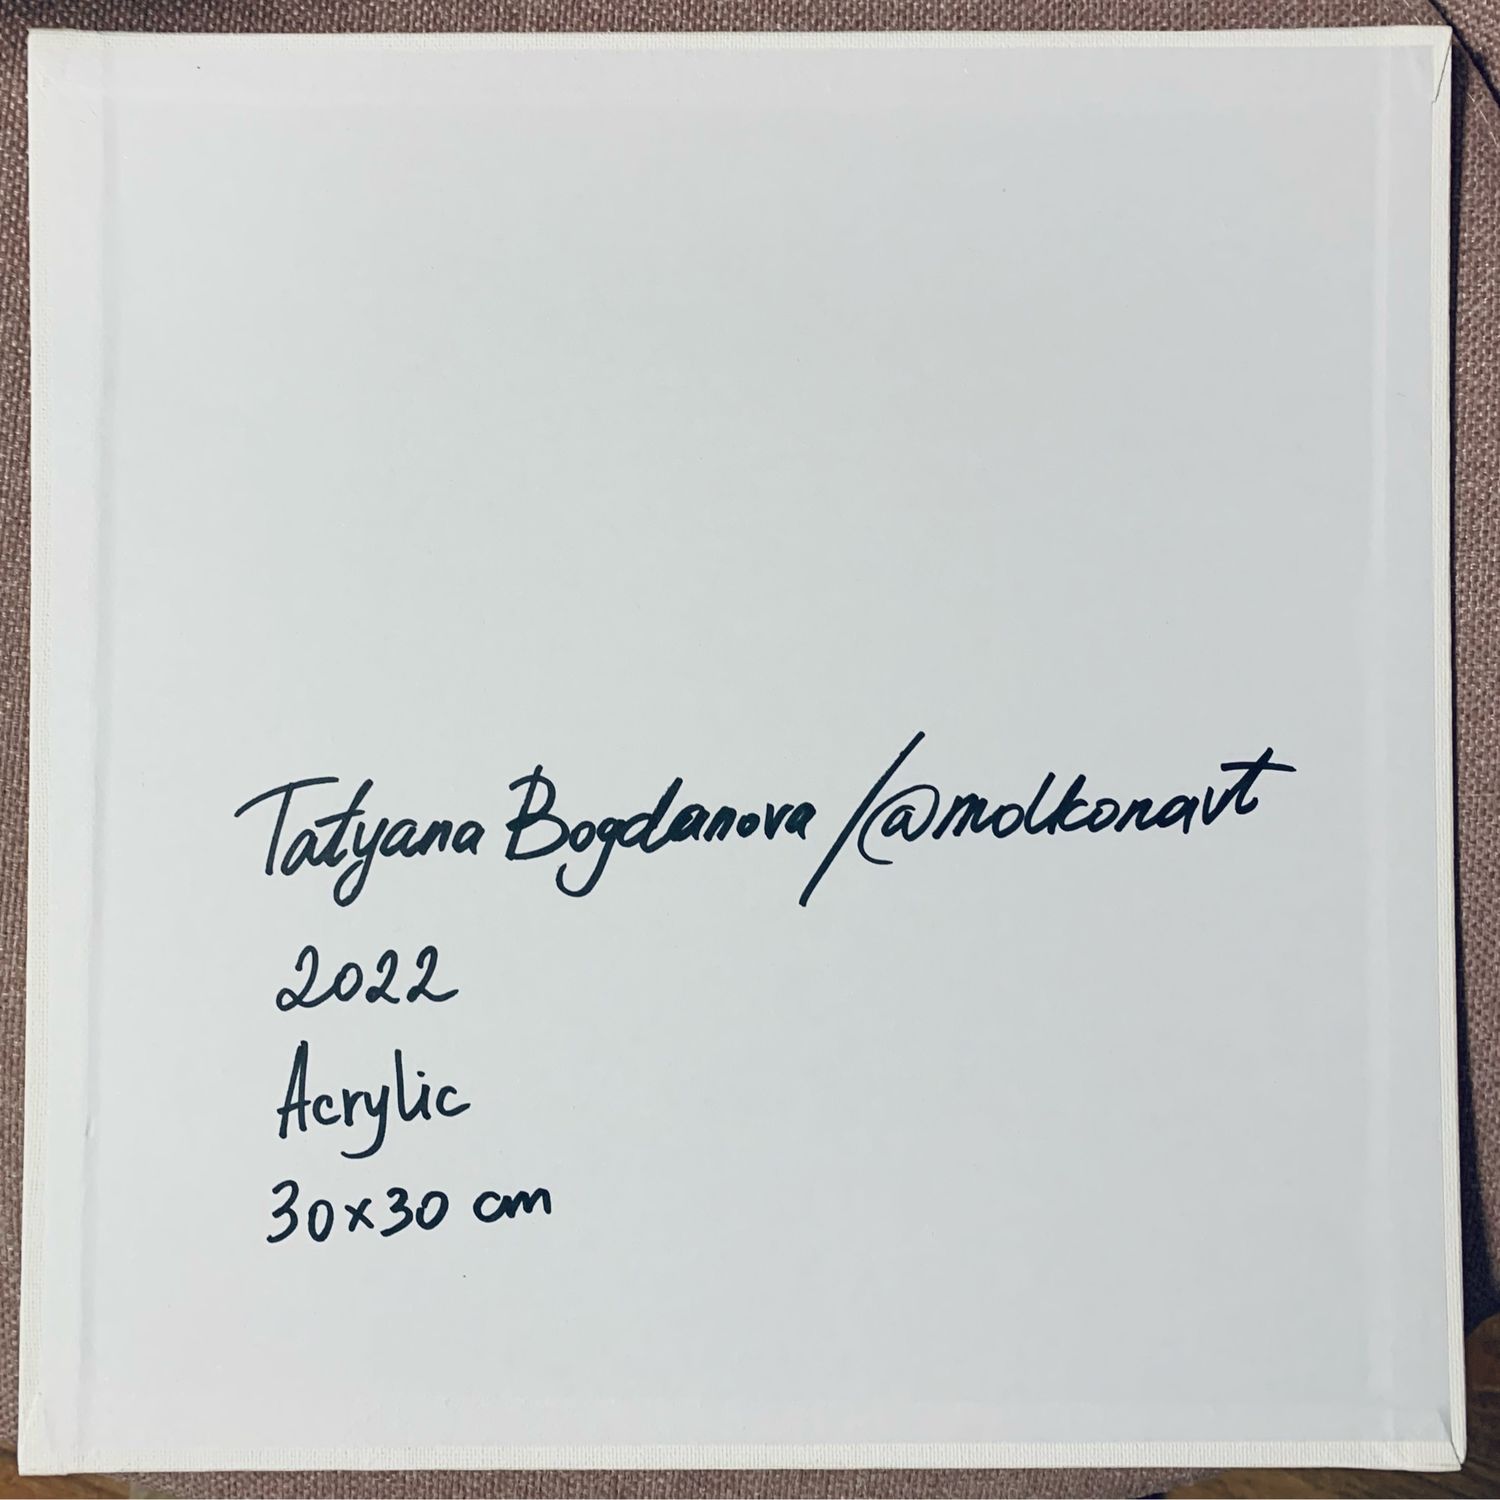 Tatyana Bogdanova /@molkonavt
2022
Acrylic
30x30 cm